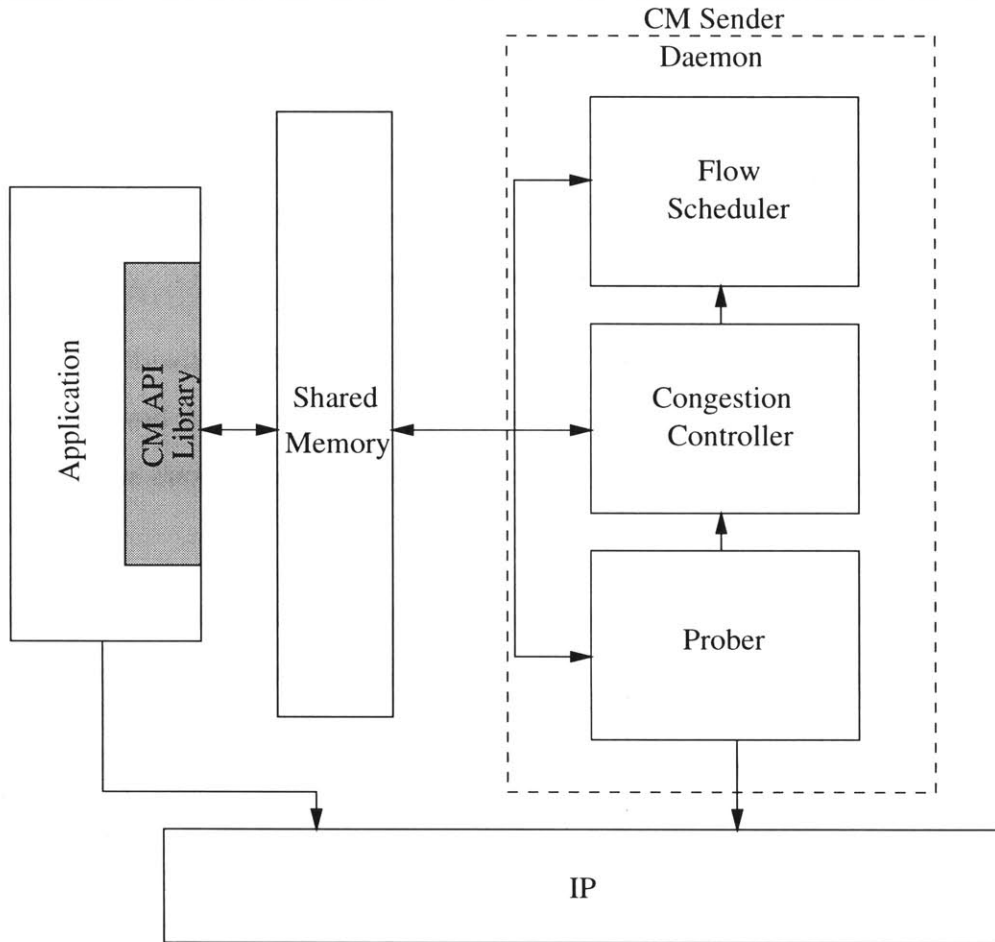 CM Sender
Daemon
Flow
Scheduler
Application
CM API
Library
Shared
Memory
Congestion
Controller
Prober
IP